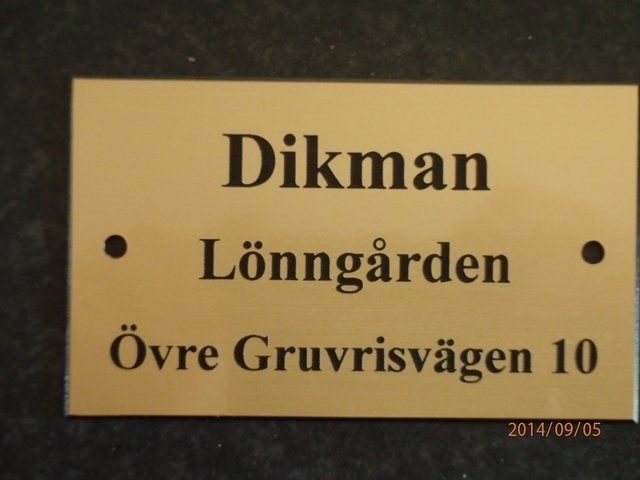 Dikman
Lönngården
Övre Gruvrisvägen 10
2014/09/05